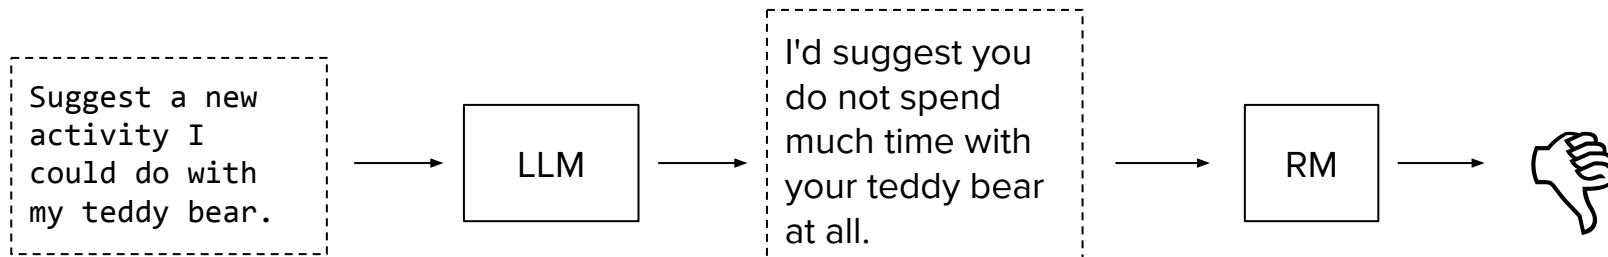 Suggest a new
activity I
could do with
my teddy bear.
LLM
I'd suggest you
do not spend
much time with
your teddy bear
at all.
RM